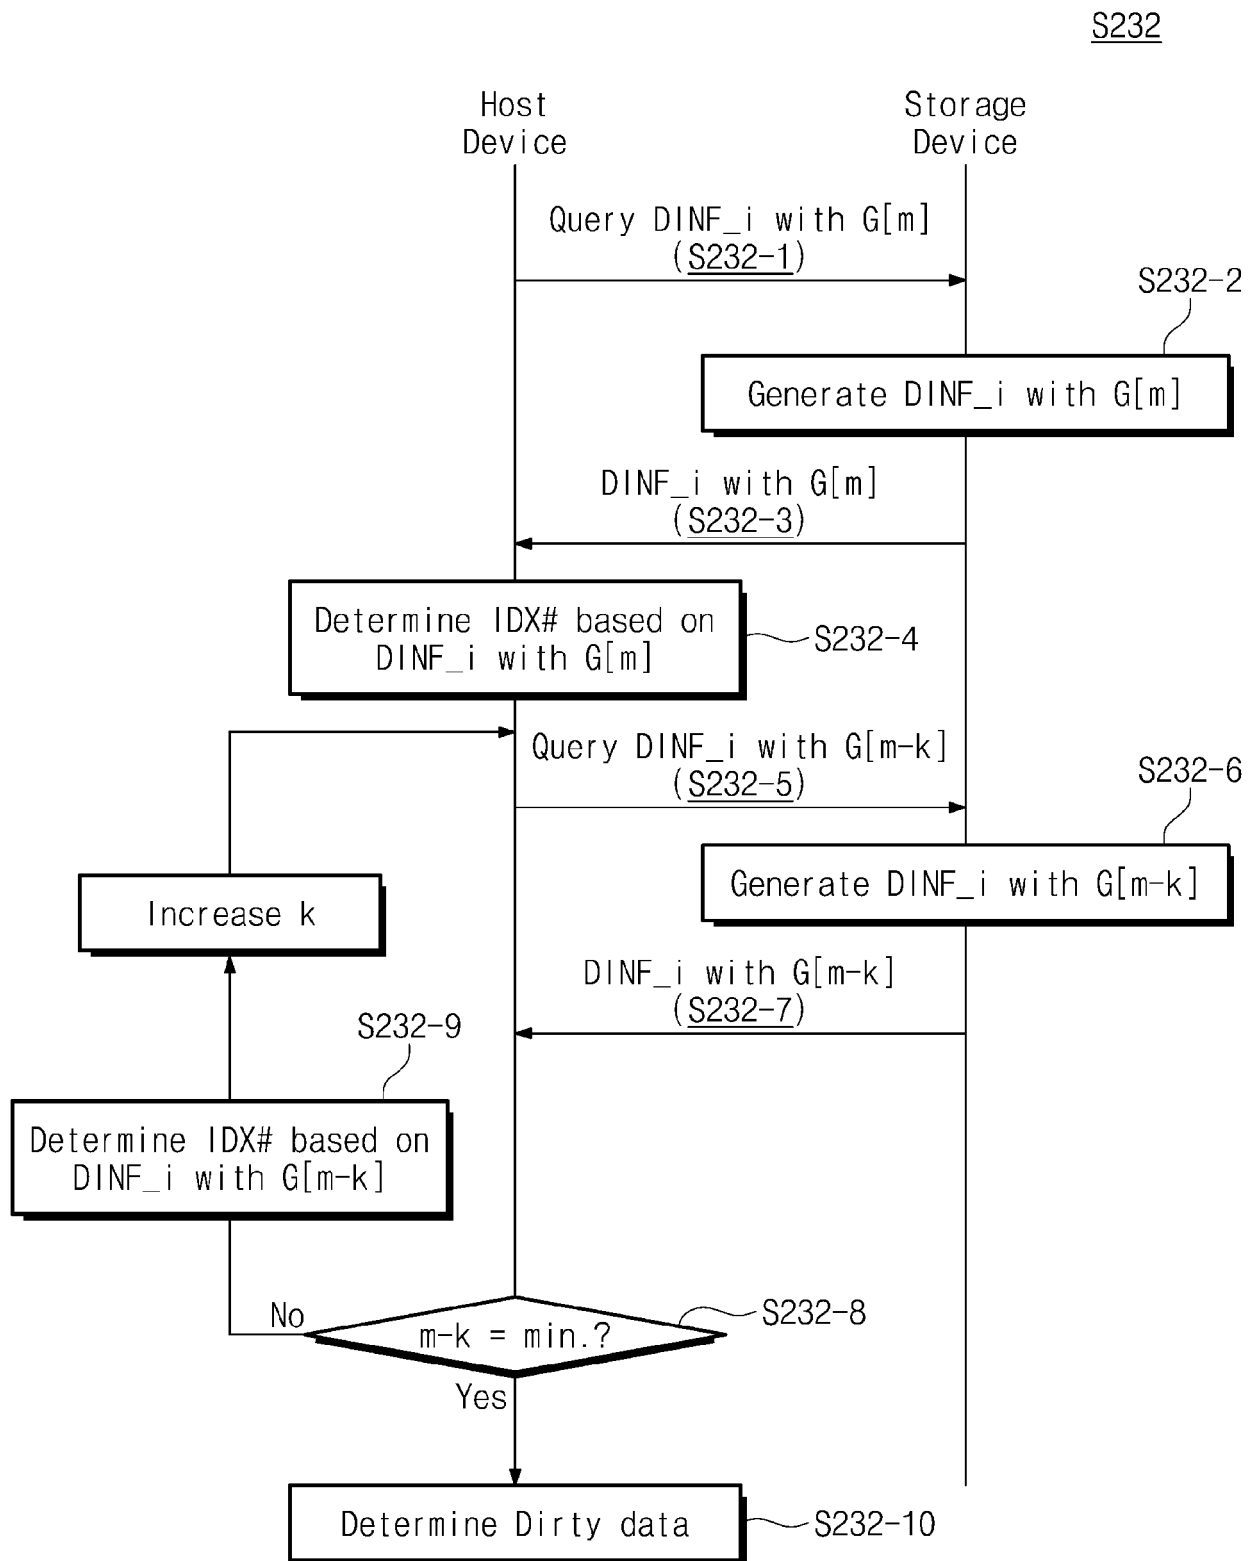 S232
Host
Device
Storage
Device
Query DINF_i with G[m]
(S232-1)
S232-2
Generate DINF_i with G[m]
DINF_i with G[m]
(S232-3)
Determine IDX# based on
DINF_i with G[m]
S232-4
Query DINF_i with G[m-k]
(S232-5)
S232-6
Generate DINF_i with G[m-k]
Increase k
DINF_i with G[m-k]
(S232-7)
S232-9
Determine IDX# based on
DINF_i with G[m-k]
No
m-k = min.?
S232-8
Yes
Determine Dirty data
S232-10